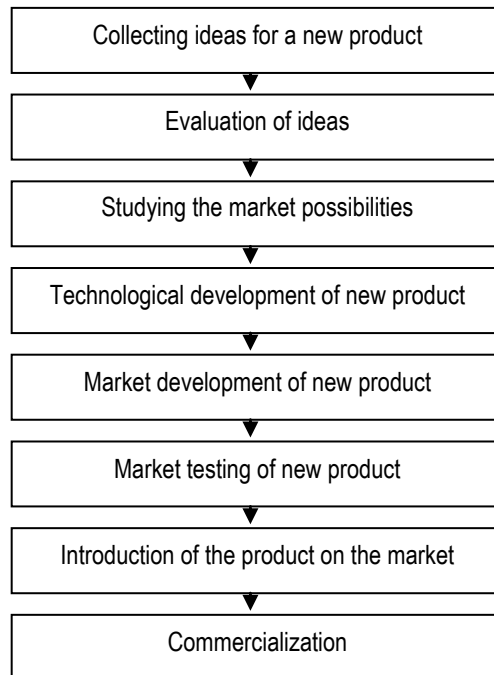 Collecting ideas for a new product
Evaluation of ideas
Studying the market possibilities
Technological development of new product
Market development of new product
Market testing of new product
Introduction of the product on the market
Commercialization